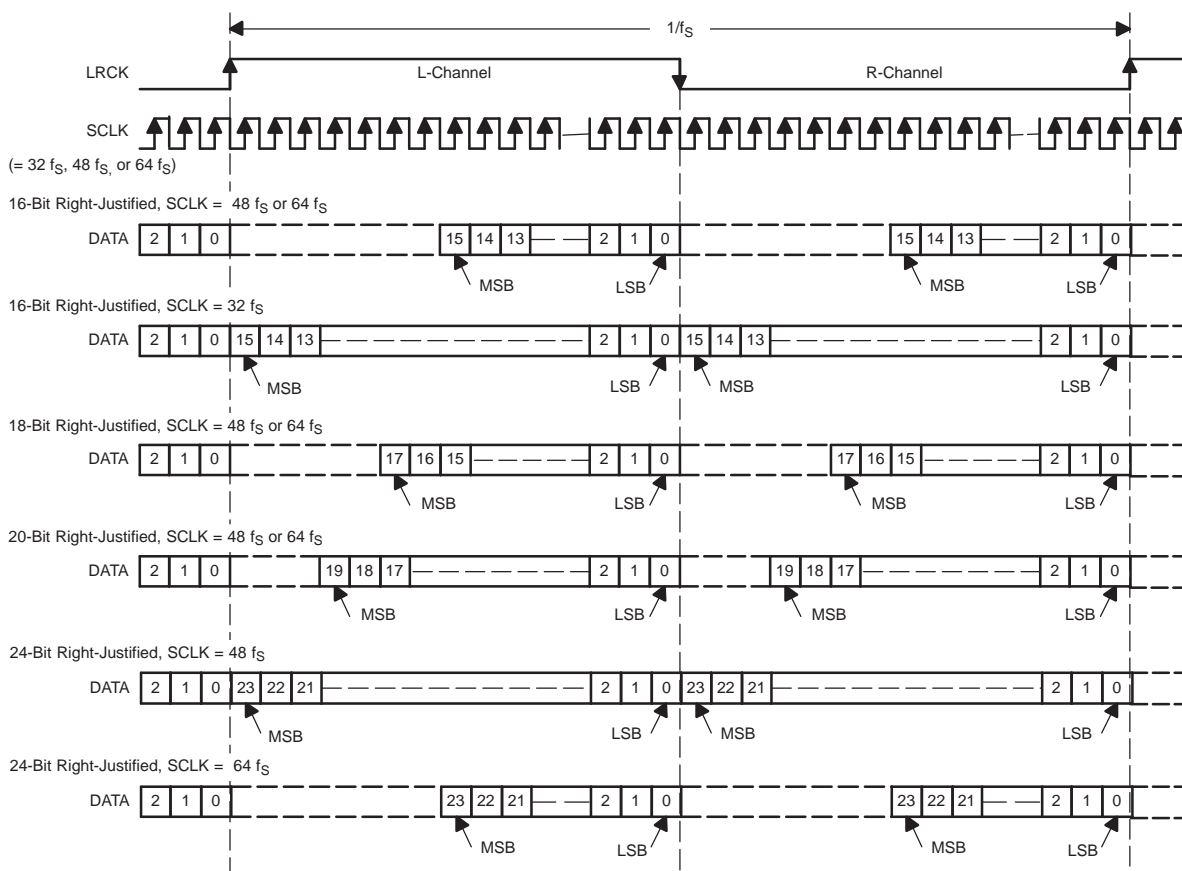 1/fS
LRCK L-Channel R-Channel
SCLK
(= 32 fS, 48 fS, or 64 fS)
16-Bit Right-Justified, SCLK = 48 fS or 64 fS
DATA 2 1 0 15 14 13 2 1 0 15 14 13 2 1 0
MSB LSB MSB LSB
16-Bit Right-Justified, SCLK = 32 fS
DATA 2 1 0 15 14 13 2 1 0 15 14 13 2 1 0
MSB LSB MSB LSB
18-Bit Right-Justified, SCLK = 48 fS or 64 fS
DATA 2 1 0 17 16 15 2 1 0 17 16 15 2 1 0
MSB LSB MSB LSB
20-Bit Right-Justified, SCLK = 48 fS or 64 fS
DATA 2 1 0 19 18 17 2 1 0 19 18 17 2 1 0
MSB LSB MSB LSB
24-Bit Right-Justified, SCLK = 48 fS
DATA 2 1 0 23 22 21 2 1 0 23 22 21 2 1 0
MSB LSB MSB LSB
24-Bit Right-Justified, SCLK = 64 fS
DATA 2 1 0 23 22 21 2 1 0 23 22 21 2 1 0
MSB LSB MSB LSB